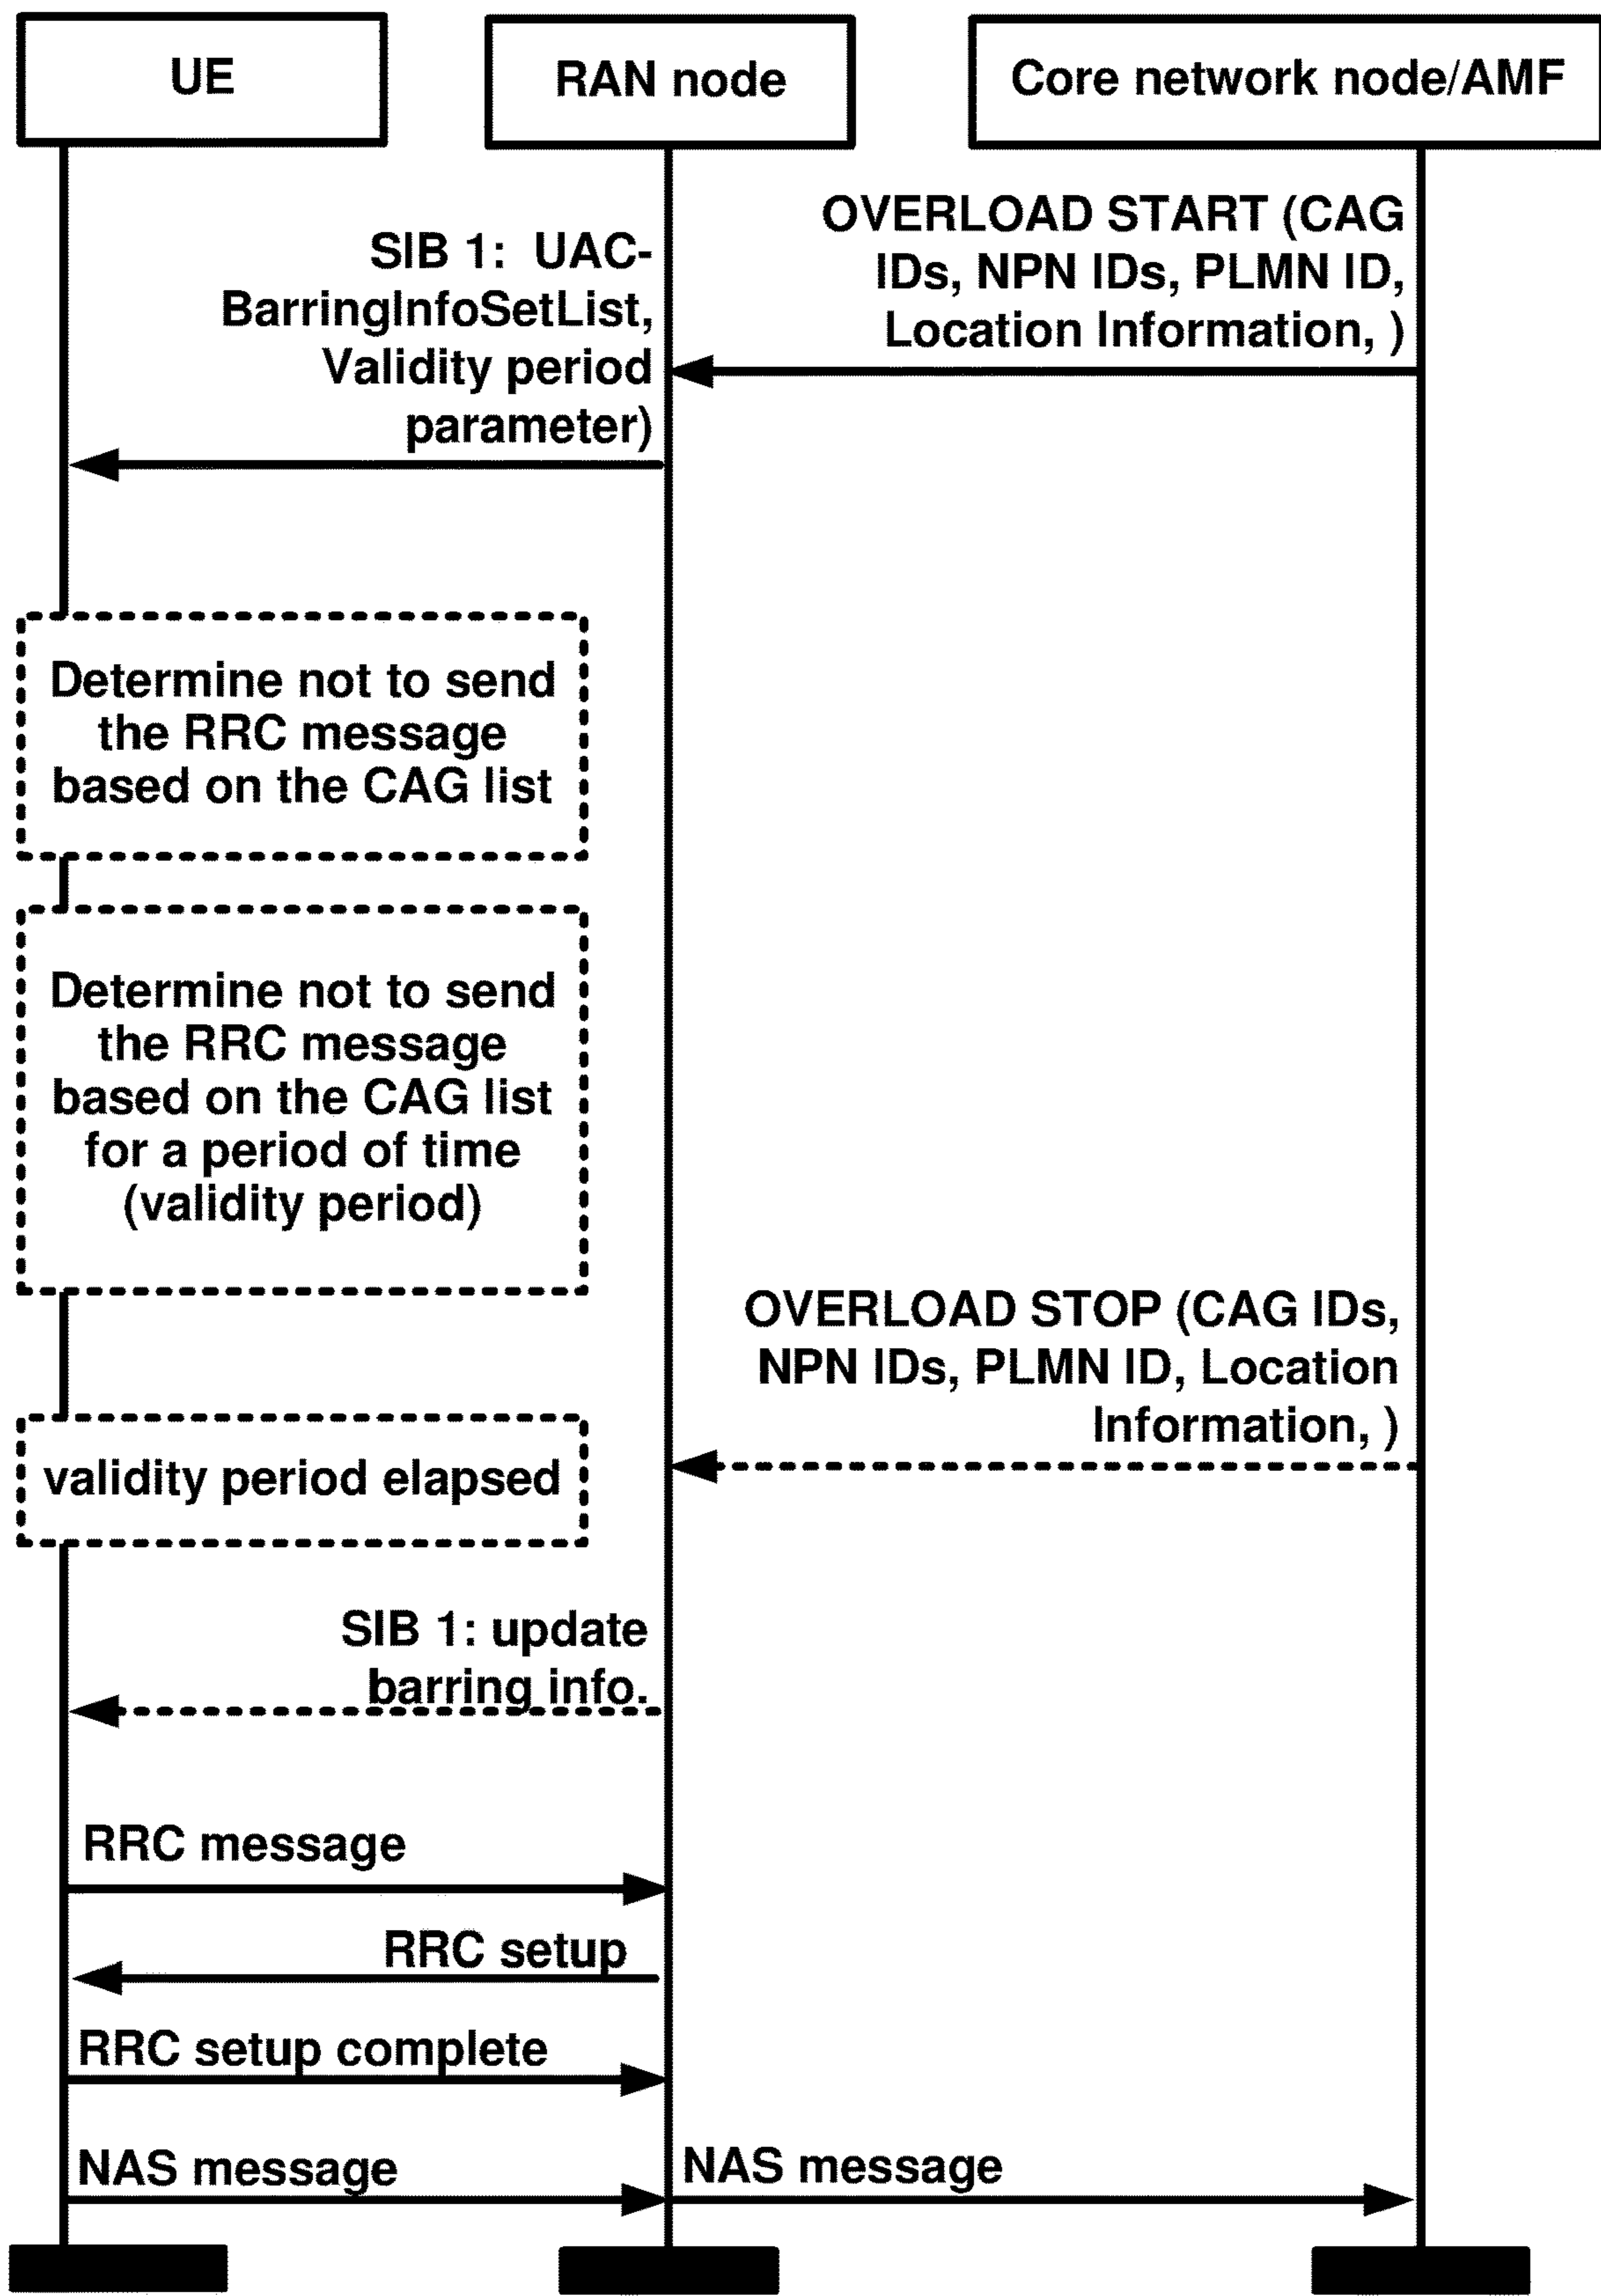 UE
RAN node
Core network node/AMF
OVERLOAD START (CAG
IDs, NPN IDs, PLMN ID,
Location Information, )
SIB 1:  UAC-
BarringInfoSetList,
Validity period
parameter)
Determine not to send
the RRC message
based on the CAG list
Determine not to send
the RRC message
based on the CAG list
for a period of time
(validity period)
OVERLOAD STOP (CAG IDs,
NPN IDs, PLMN ID, Location
Information, )
validity period elapsed
SIB 1: update
barring info.
RRC message
RRC setup
RRC setup complete
NAS message
NAS message